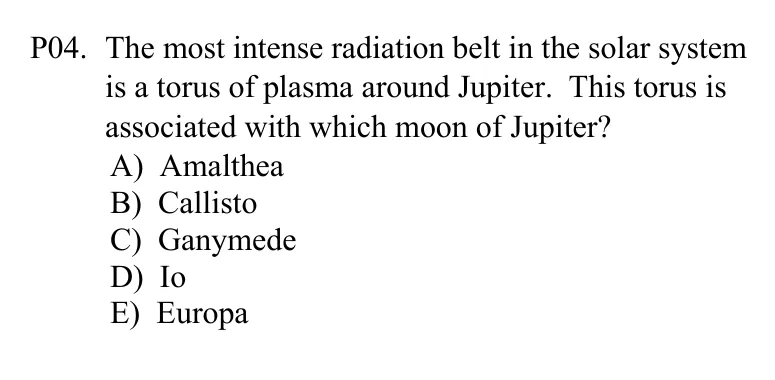 P04. The most intense radiation belt in the solar system
is a torus of plasma around Jupiter. This torus is
associated with which moon of Jupiter?
A) Amalthea
B) Callisto
C) Ganymede
D) Io
E) Europa